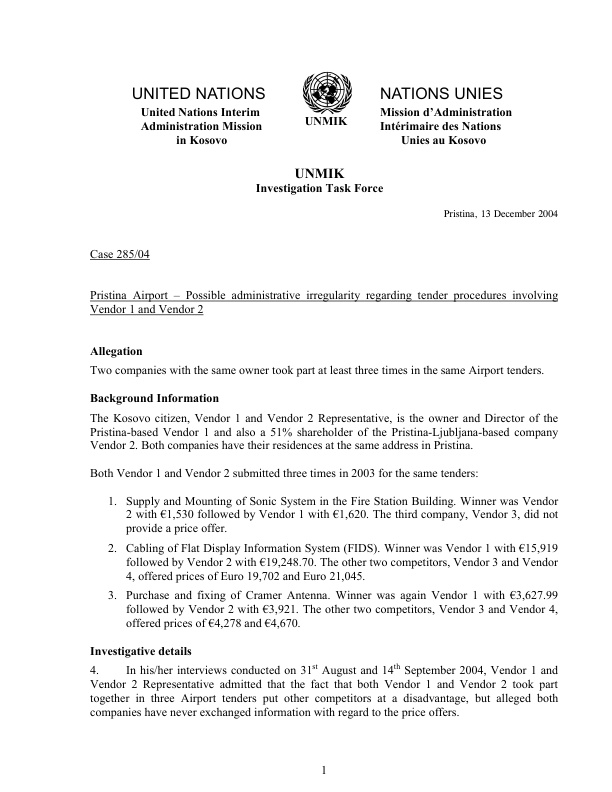 UNITED NATIONS
United Nations Interim
Administration Mission
in Kosovo
UNMIK
NATIONS UNIES
Mission d’Administration
Intérimaire des Nations
Unies au Kosovo
UNMIK
Investigation Task Force
Pristina, 13 December 2004
Case 285/04
Pristina Airport – Possible administrative irregularity regarding tender procedures involving
Vendor 1 and Vendor 2
Allegation
Two companies with the same owner took part at least three times in the same Airport tenders.
Background Information
The Kosovo citizen, Vendor 1 and Vendor 2 Representative, is the owner and Director of the
Pristina-based Vendor 1 and also a 51% shareholder of the Pristina-Ljubljana-based company
Vendor 2. Both companies have their residences at the same address in Pristina.
Both Vendor 1 and Vendor 2 submitted three times in 2003 for the same tenders:
1. Supply and Mounting of Sonic System in the Fire Station Building. Winner was Vendor
2 with €1,530 followed by Vendor 1 with €1,620. The third company, Vendor 3, did not
provide a price offer.
2. Cabling of Flat Display Information System (FIDS). Winner was Vendor 1 with €15,919
followed by Vendor 2 with €19,248.70. The other two competitors, Vendor 3 and Vendor
4, offered prices of Euro 19,702 and Euro 21,045.
3. Purchase and fixing of Cramer Antenna. Winner was again Vendor 1 with €3,627.99
followed by Vendor 2 with €3,921. The other two competitors, Vendor 3 and Vendor 4,
offered prices of €4,278 and €4,670.
Investigative details
4. In his/her interviews conducted on 31st August and 14th September 2004, Vendor 1 and
Vendor 2 Representative admitted that the fact that both Vendor 1 and Vendor 2 took part
together in three Airport tenders put other competitors at a disadvantage, but alleged both
companies have never exchanged information with regard to the price offers.
1